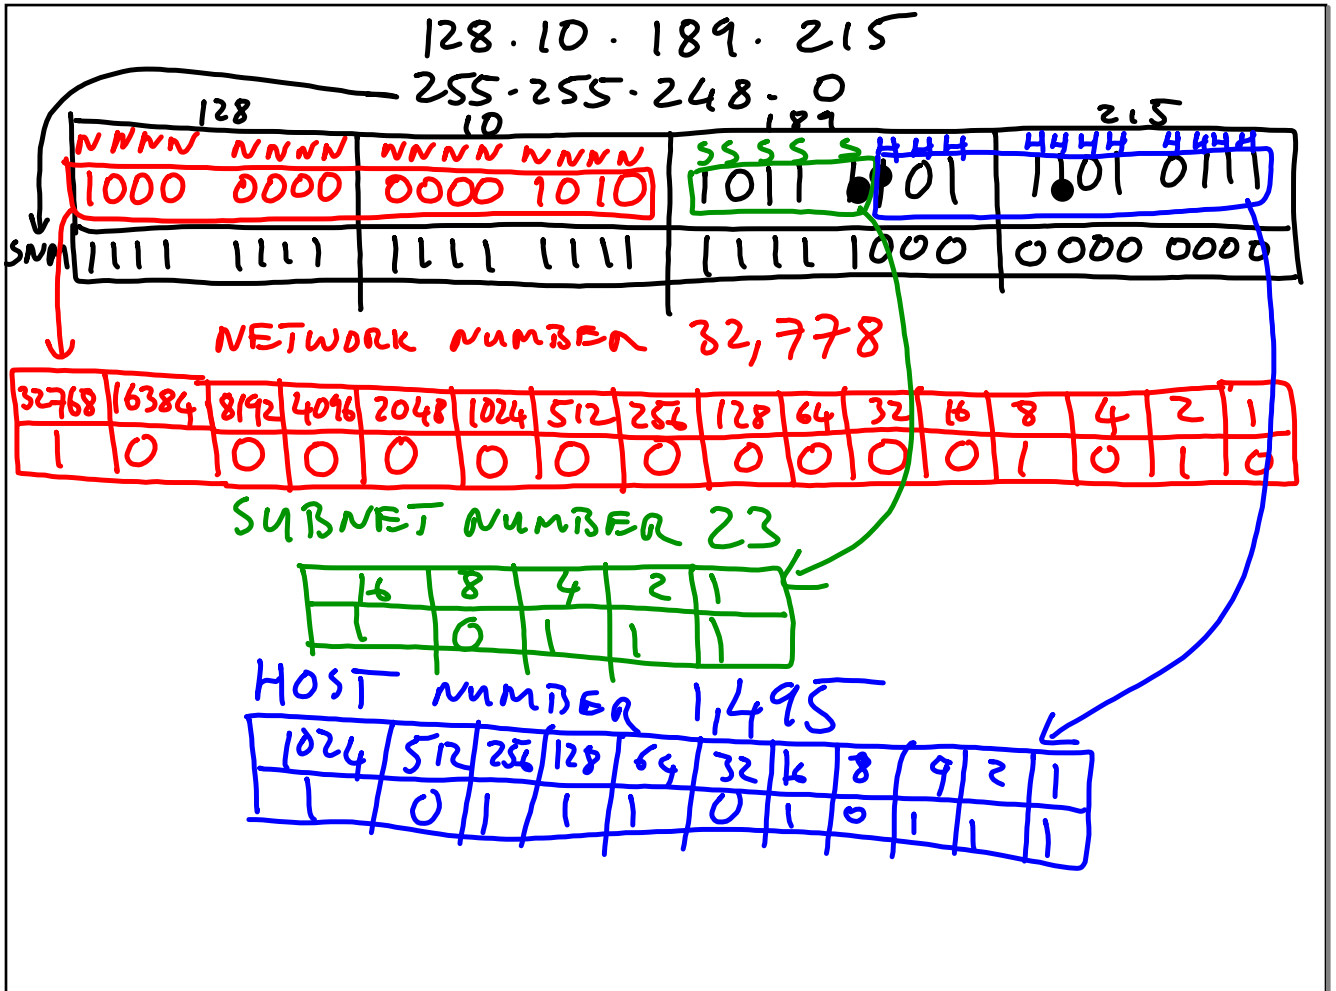 128.10.189.215
255.255.248.0
128 10 189 215
NNNN NNNN NNNN NNNN SSSS S HHH HHHH HHHH
1000 0000 0000 1010 1011 1 101 1101 0111
SNM 1111 1111 1111 1111 1111 1000 0000 0000
NETWORK NUMBER 32,778
32768 16384 8192 4096 2048 1024 512 256 128 64 32 16 8 4 2 1
1 0 0 0 0 0 0 0 0 0 0 0 1 0 1 0
SUBNET NUMBER 23
16 8 4 2 1
1 0 1 1 1
HOST NUMBER 1,495
1024 512 256 128 64 32 16 8 4 2 1
1 0 1 1 1 0 1 0 1 1 1